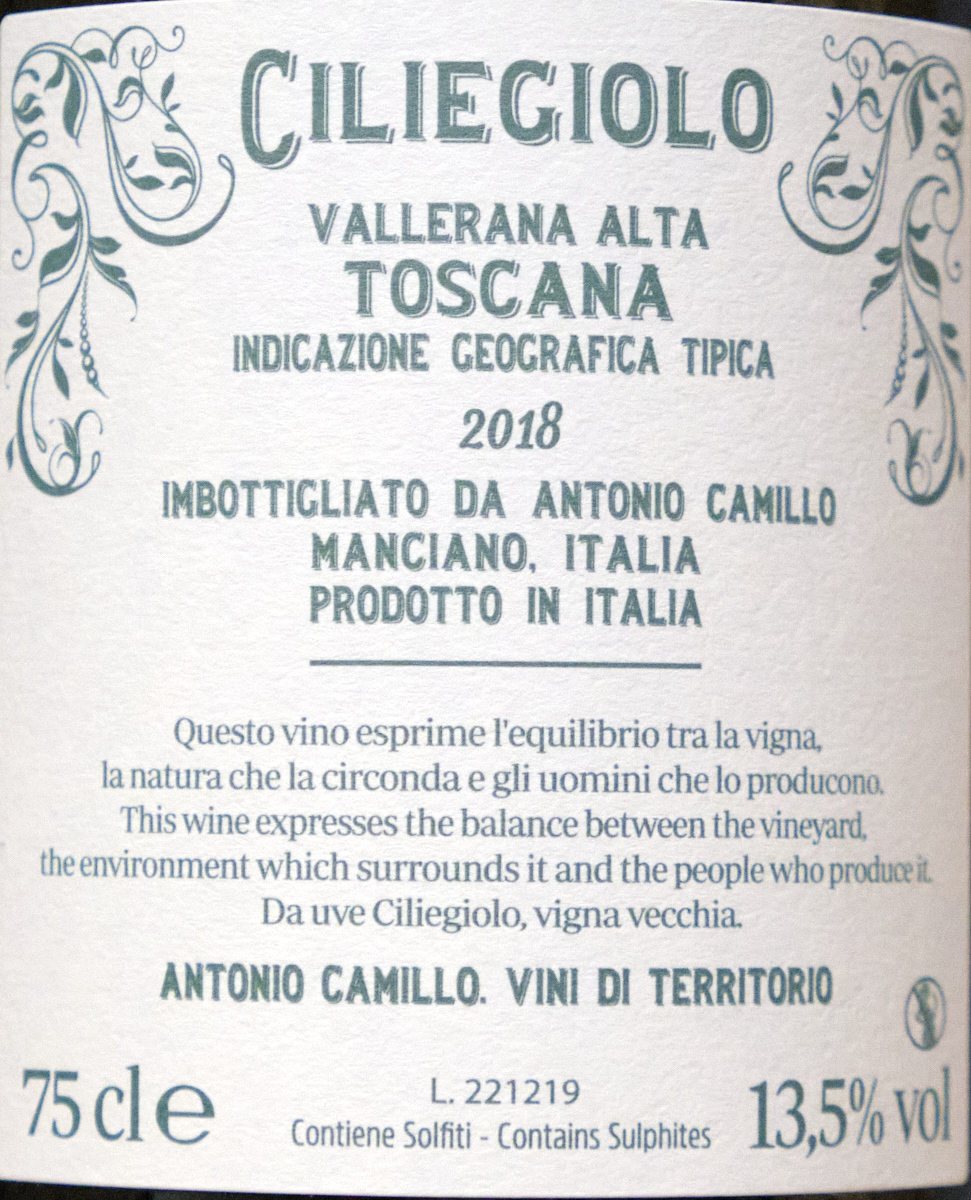 CILIEGIOLO
VALLERANA ALTA
TOSCANA
INDICAZIONE GEOGRAFICA TIPICA
2018
IMBOTTIGLIATO DA ANTONIO CAMILLO
MANCIANO, ITALIA
PRODOTTO IN ITALIA
Questo vino esprime l'equilibrio tra la vigna,
la natura che la circonda e gli uomini che lo producono.
This wine expresses the balance between the vineyard,
the environment which surrounds it and the people who produce it.
Da uve Ciliegiolo, vigna vecchia.
ANTONIO CAMILLO. VINI DI TERRITORIO
75 cl e
L. 221219
Contiene Solfiti - Contains Sulphites
13,5% vol